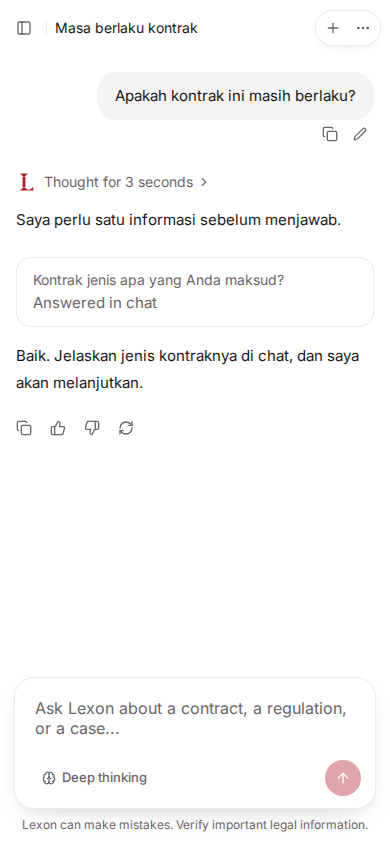 Masa berlaku kontrak
Apakah kontrak ini masih berlaku?
L Thought for 3 seconds
Saya perlu satu informasi sebelum menjawab.
Kontrak jenis apa yang Anda maksud?
Answered in chat
Baik. Jelaskan jenis kontraknya di chat, dan saya
akan melanjutkan.
Ask Lexon about a contract, a regulation,
or a case...
Deep thinking
Lexon can make mistakes. Verify important legal information.